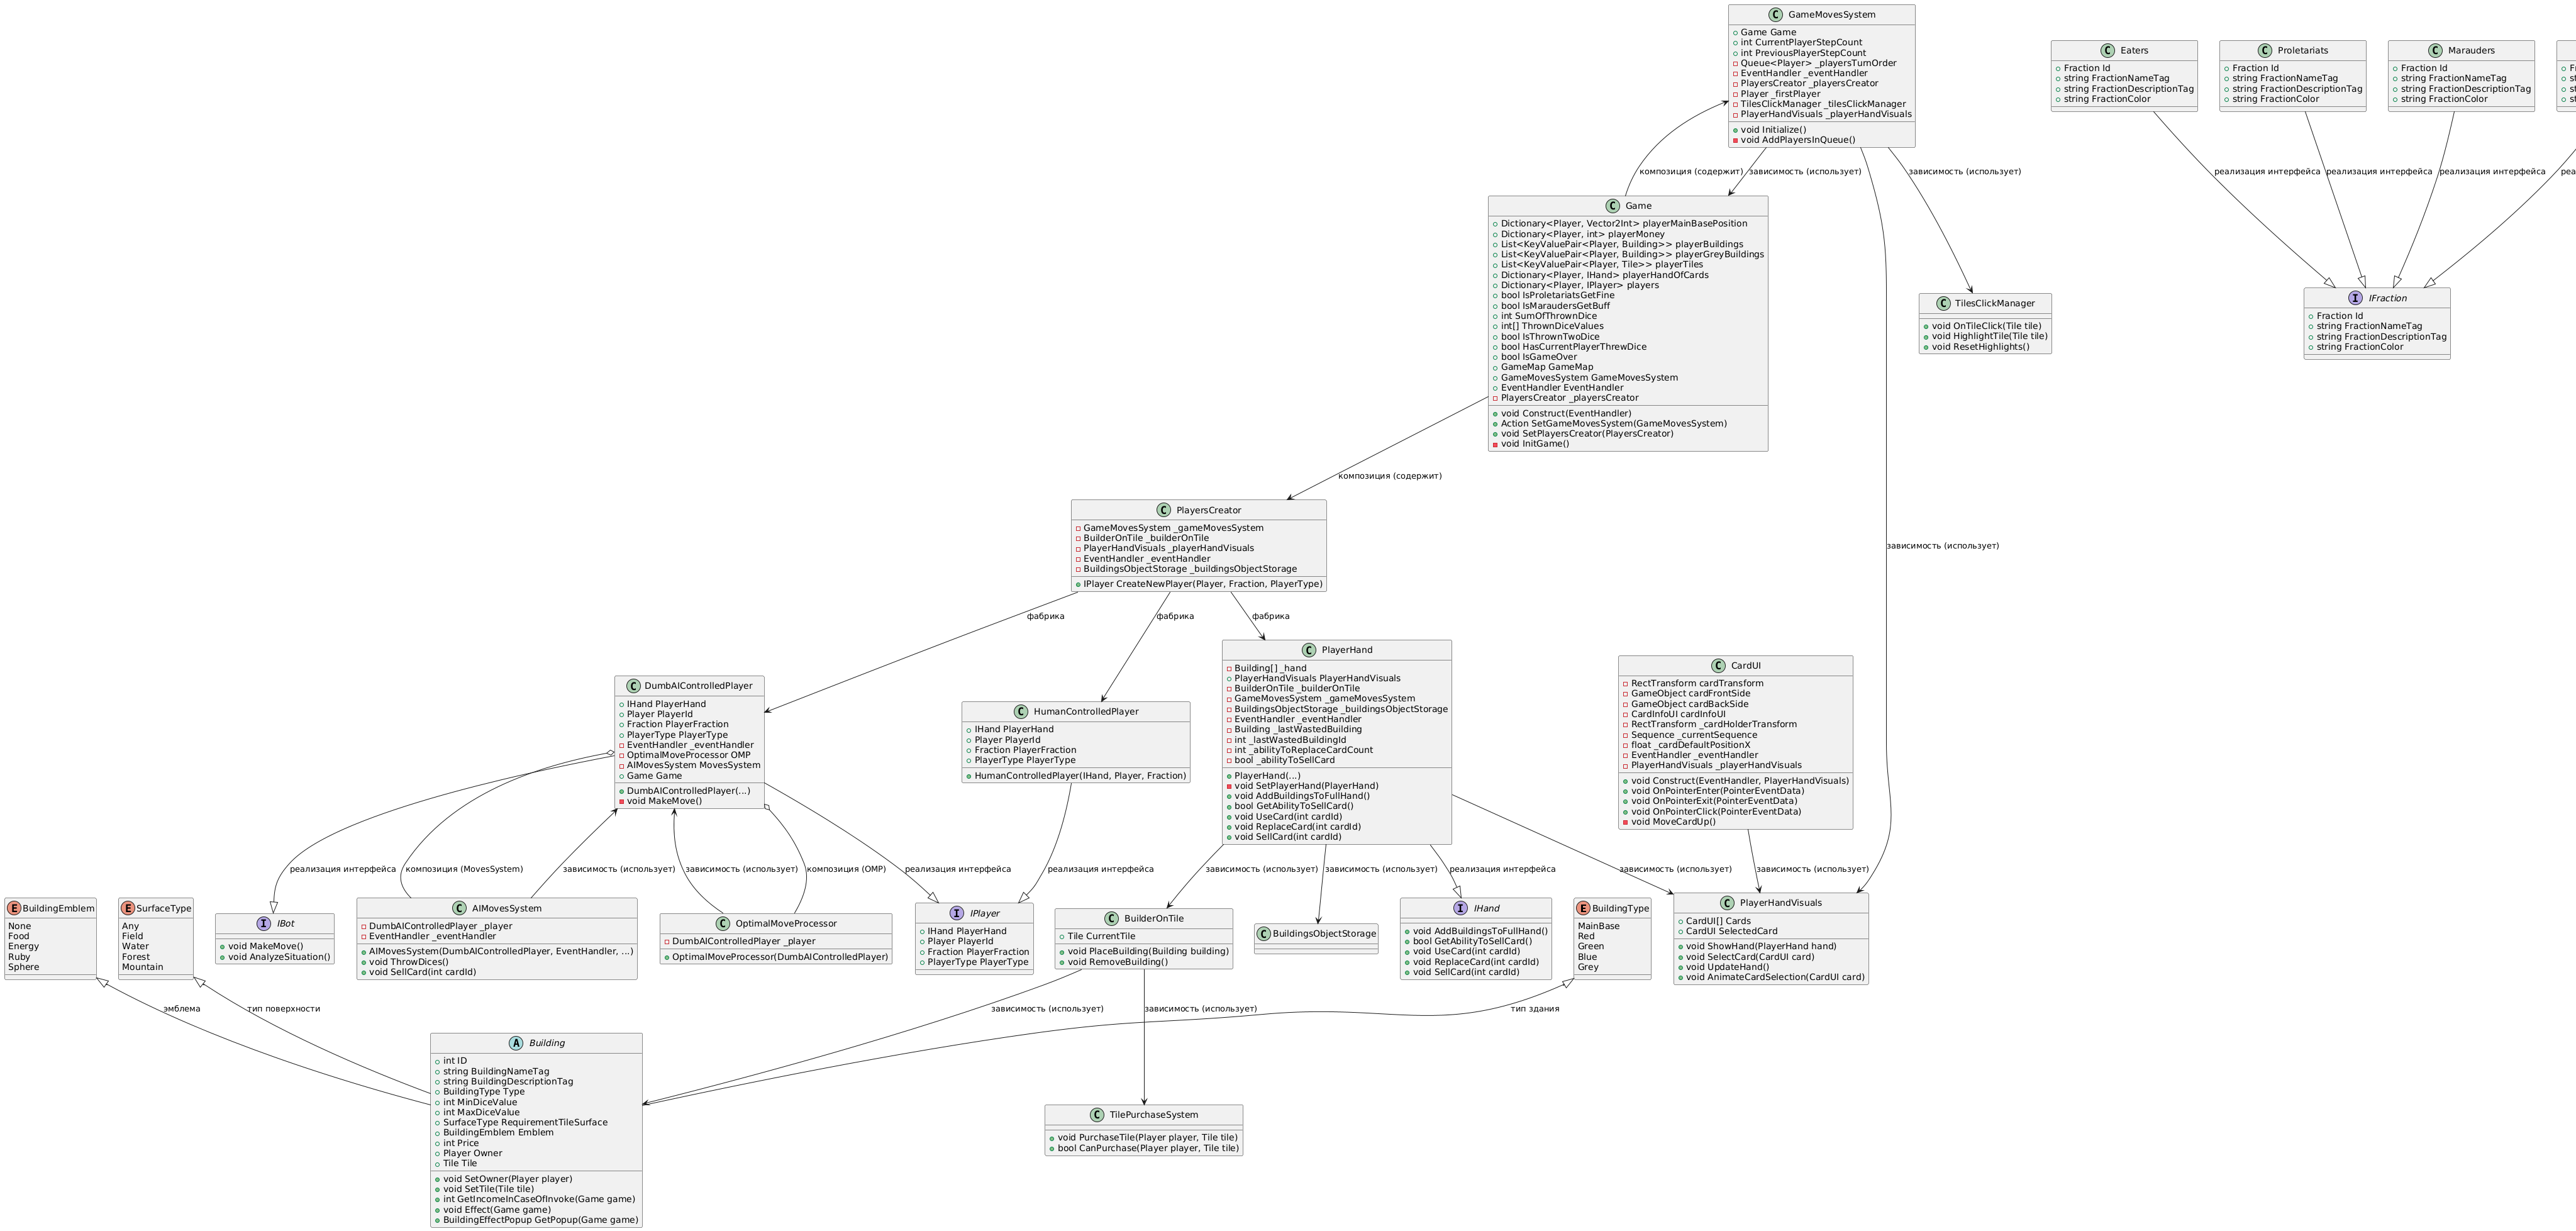 GameMovesSystem
Game Game
int CurrentPlayerStepCount
int PreviousPlayerStepCount
Queue<Player> _playersTurnOrder
EventHandler _eventHandler
PlayersCreator _playersCreator
Player _firstPlayer
TilesClickManager _tilesClickManager
PlayerHandVisuals _playerHandVisuals
void Initialize()
void AddPlayersInQueue()
Eaters
Fraction Id
string FractionNameTag
string FractionDescriptionTag
string FractionColor
Proletariats
Fraction Id
string FractionNameTag
string FractionDescriptionTag
string FractionColor
Marauders
Fraction Id
string FractionNameTag
string FractionDescriptionTag
string FractionColor
композиция (содержит)
зависимость (использует)
зависимость (использует)
реализация интерфейса
реализация интерфейса
реализация интерфейса
Game
Dictionary<Player, Vector2Int> playerMainBasePosition
Dictionary<Player, int> playerMoney
List<KeyValuePair<Player, Building>> playerBuildings
List<KeyValuePair<Player, Building>> playerGreyBuildings
List<KeyValuePair<Player, Tile>> playerTiles
Dictionary<Player, IHand> playerHandOfCards
Dictionary<Player, IPlayer> players
bool IsProletariatsGetFine
bool IsMaraudersGetBuff
int SumOfThrownDice
int[] ThrownDiceValues
bool IsThrownTwoDice
bool HasCurrentPlayerThrewDice
bool IsGameOver
GameMap GameMap
GameMovesSystem GameMovesSystem
EventHandler EventHandler
PlayersCreator _playersCreator
void Construct(EventHandler)
Action SetGameMovesSystem(GameMovesSystem)
void SetPlayersCreator(PlayersCreator)
void InitGame()
TilesClickManager
void OnTileClick(Tile tile)
void HighlightTile(Tile tile)
void ResetHighlights()
IFraction
Fraction Id
string FractionNameTag
string FractionDescriptionTag
string FractionColor
композиция (содержит)
PlayersCreator
GameMovesSystem _gameMovesSystem
BuilderOnTile _builderOnTile
PlayerHandVisuals _playerHandVisuals
EventHandler _eventHandler
BuildingsObjectStorage _buildingsObjectStorage
IPlayer CreateNewPlayer(Player, Fraction, PlayerType)
зависимость (использует)
фабрика
фабрика
фабрика
DumbAIControlledPlayer
IHand PlayerHand
Player PlayerId
Fraction PlayerFraction
PlayerType PlayerType
EventHandler _eventHandler
OptimalMoveProcessor OMP
AIMovesSystem MovesSystem
Game Game
DumbAIControlledPlayer(...)
void MakeMove()
HumanControlledPlayer
IHand PlayerHand
Player PlayerId
Fraction PlayerFraction
PlayerType PlayerType
HumanControlledPlayer(IHand, Player, Fraction)
PlayerHand
Building[] _hand
PlayerHandVisuals PlayerHandVisuals
BuilderOnTile _builderOnTile
GameMovesSystem _gameMovesSystem
BuildingsObjectStorage _buildingsObjectStorage
EventHandler _eventHandler
Building _lastWastedBuilding
int _lastWastedBuildingId
int _abilityToReplaceCardCount
bool _abilityToSellCard
PlayerHand(...)
void SetPlayerHand(PlayerHand)
void AddBuildingsToFullHand()
bool GetAbilityToSellCard()
void UseCard(int cardId)
void ReplaceCard(int cardId)
void SellCard(int cardId)
CardUI
RectTransform cardTransform
GameObject cardFrontSide
GameObject cardBackSide
CardInfoUI cardInfoUI
RectTransform _cardHolderTransform
Sequence _currentSequence
float _cardDefaultPositionX
EventHandler _eventHandler
PlayerHandVisuals _playerHandVisuals
void Construct(EventHandler, PlayerHandVisuals)
void OnPointerEnter(PointerEventData)
void OnPointerExit(PointerEventData)
void OnPointerClick(PointerEventData)
void MoveCardUp()
реализация интерфейса
композиция (MovesSystem)
зависимость (использует)
зависимость (использует)
композиция (OMP)
реализация интерфейса
реализация интерфейса
зависимость (использует)
зависимость (использует)
реализация интерфейса
зависимость (использует)
зависимость (использует)
BuildingEmblem
None
Food
Energy
Ruby
Sphere
SurfaceType
Any
Field
Water
Forest
Mountain
IBot
void MakeMove()
void AnalyzeSituation()
AIMovesSystem
DumbAIControlledPlayer _player
EventHandler _eventHandler
AIMovesSystem(DumbAIControlledPlayer, EventHandler, ...)
void ThrowDices()
void SellCard(int cardId)
OptimalMoveProcessor
DumbAIControlledPlayer _player
OptimalMoveProcessor(DumbAIControlledPlayer)
IPlayer
IHand PlayerHand
Player PlayerId
Fraction PlayerFraction
PlayerType PlayerType
BuilderOnTile
Tile CurrentTile
void PlaceBuilding(Building building)
void RemoveBuilding()
BuildingsObjectStorage
IHand
void AddBuildingsToFullHand()
bool GetAbilityToSellCard()
void UseCard(int cardId)
void ReplaceCard(int cardId)
void SellCard(int cardId)
BuildingType
MainBase
Red
Green
Blue
Grey
PlayerHandVisuals
CardUI[] Cards
CardUI SelectedCard
void ShowHand(PlayerHand hand)
void SelectCard(CardUI card)
void UpdateHand()
void AnimateCardSelection(CardUI card)
эмблема
тип поверхности
зависимость (использует)
зависимость (использует)
тип здания
Building
int ID
string BuildingNameTag
string BuildingDescriptionTag
BuildingType Type
int MinDiceValue
int MaxDiceValue
SurfaceType RequirementTileSurface
BuildingEmblem Emblem
int Price
Player Owner
Tile Tile
void SetOwner(Player player)
void SetTile(Tile tile)
int GetIncomeInCaseOfInvoke(Game game)
void Effect(Game game)
BuildingEffectPopup GetPopup(Game game)
TilePurchaseSystem
void PurchaseTile(Player player, Tile tile)
bool CanPurchase(Player player, Tile tile)